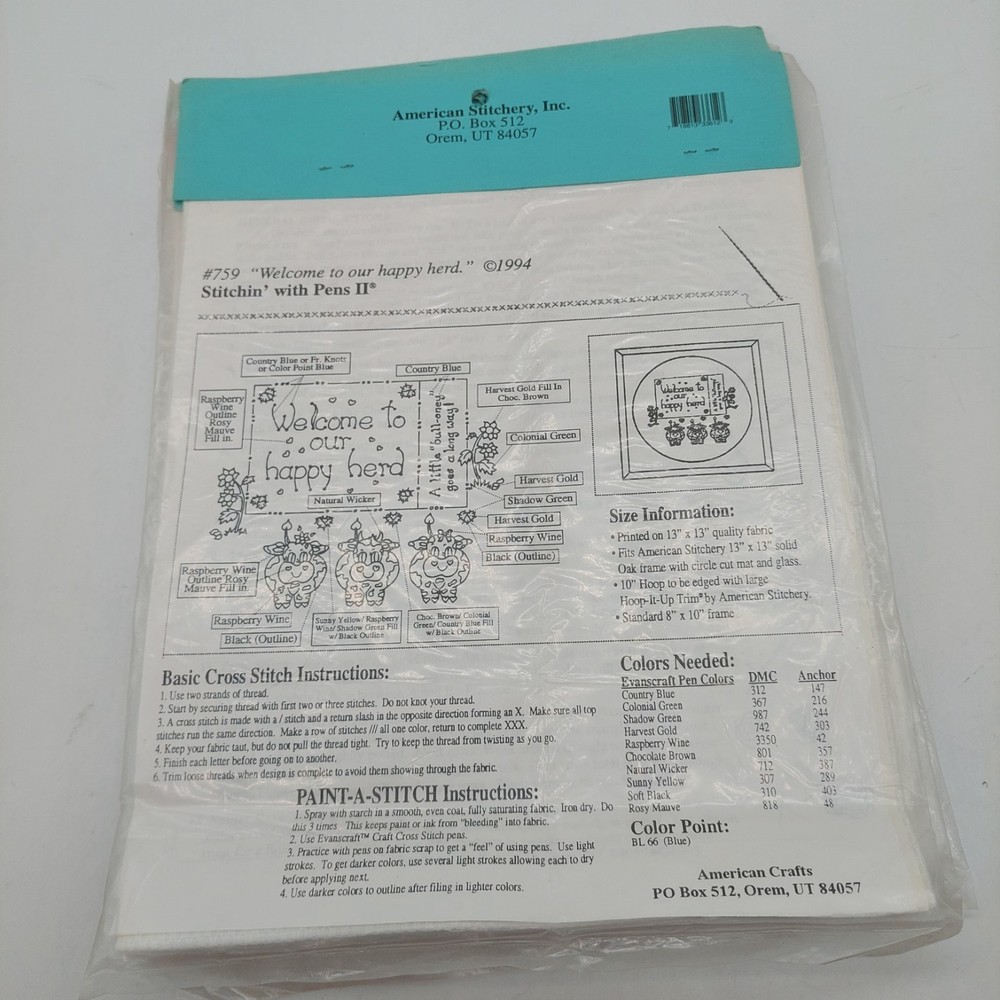 American Stitchery, Inc.
P.O. Box 512
Orem, UT 84057
#759 "Welcome to our happy herd." ©1994
Stitchin' with Pens II®
Country Blue or Fr. Knots
or Color Point Blue
Country Blue
Raspberry
Wine
Outline
Rosy
Mauve
Fill in.
Harvest Gold Fill In
Choc. Brown
Welcome to
our
happy herd
A little "bull-oney"
goes a long way!
Colonial Green
Harvest Gold
Natural Wicker
Shadow Green
Harvest Gold
Raspberry Wine
Black (Outline)
Raspberry Wine
Outline Rosy
Mauve Fill in.
Raspberry Wine
Black (Outline)
Sunny Yellow/ Raspberry
Wine/ Shadow Green Fill
w/ Black Outline
Choc. Brown/ Colonial
Green/ Country Blue Fill
w/ Black Outline
Welcome to
our
happy herd
Size Information:
• Printed on 13" x 13" quality fabric
• Fits American Stitchery 13" x 13" solid
Oak frame with circle cut mat and glass.
• 10" Hoop to be edged with large
Hoop-It-Up Trim® by American Stitchery.
• Standard 8" x 10" frame
Basic Cross Stitch Instructions:
1. Use two strands of thread.
2. Start by securing thread with first two or three stitches. Do not knot your thread.
3. A cross stitch is made with a / stitch and a return slash in the opposite direction forming an X. Make sure all top
stitches run the same direction. Make a row of stitches /// all one color, return to complete XXX.
4. Keep your fabric taut, but do not pull the thread tight. Try to keep the thread from twisting as you go.
5. Finish each letter before going on to another.
6. Trim loose threads when design is complete to avoid them showing through the fabric.
PAINT-A-STITCH Instructions:
1. Spray with starch in a smooth, even coat, fully saturating fabric. Iron dry. Do
this 3 times This keeps paint or ink from "bleeding" into fabric.
2. Use Evanscraft™ Craft Cross Stitch pens.
3. Practice with pens on fabric scrap to get a "feel" of using pens. Use light
strokes. To get darker colors, use several light strokes allowing each to dry
before applying next.
4. Use darker colors to outline after filing in lighter colors.
Colors Needed:
Evanscraft Pen Colors DMC Anchor
Country Blue 312 147
Colonial Green 367 216
Shadow Green 987 244
Harvest Gold 742 303
Raspberry Wine 3350 42
Chocolate Brown 801 357
Natural Wicker 712 387
Sunny Yellow 307 289
Soft Black 310 403
Rosy Mauve 818 48
Color Point:
BL 66 (Blue)
American Crafts
PO Box 512, Orem, UT 84057